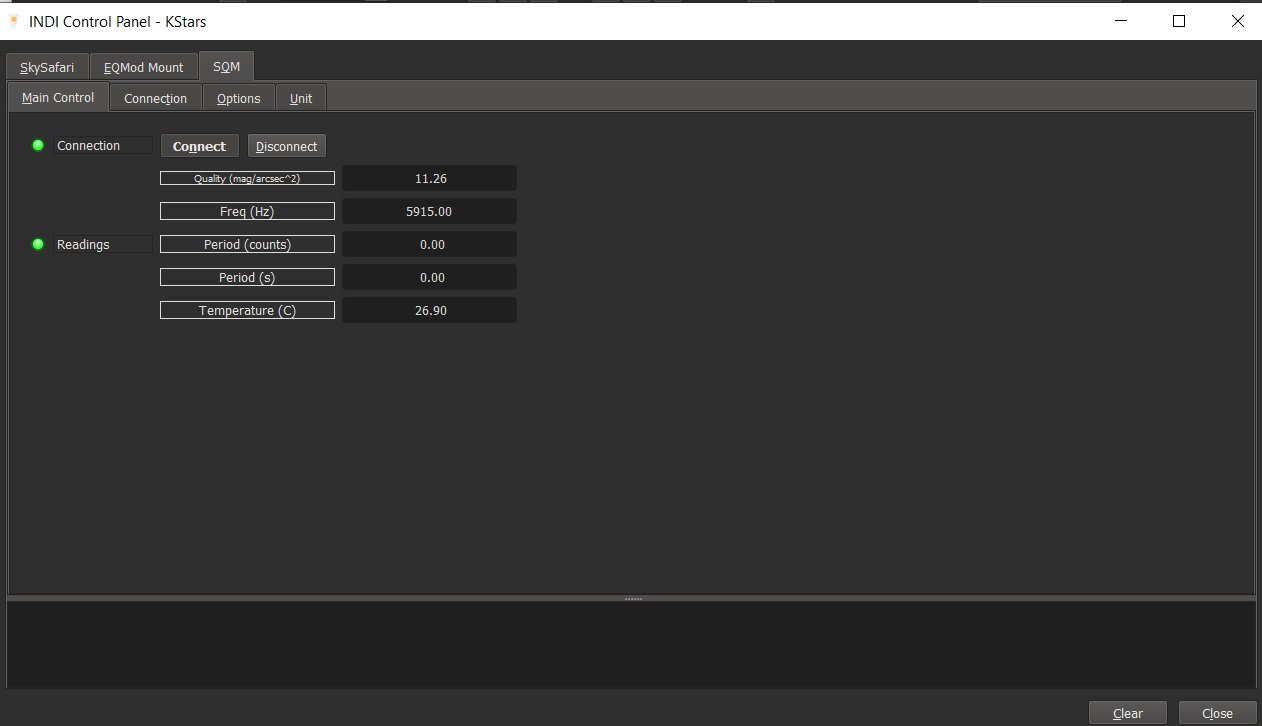 INDI Control Panel - KStars
SkySafari EQMod Mount SQM
Main Control Connection Options Unit
Connection Connect Disconnect
Quality (mag/arcsec^2) 11.26
Freq (Hz) 5915.00
Readings Period (counts) 0.00
Period (s) 0.00
Temperature (C) 26.90
Clear Close